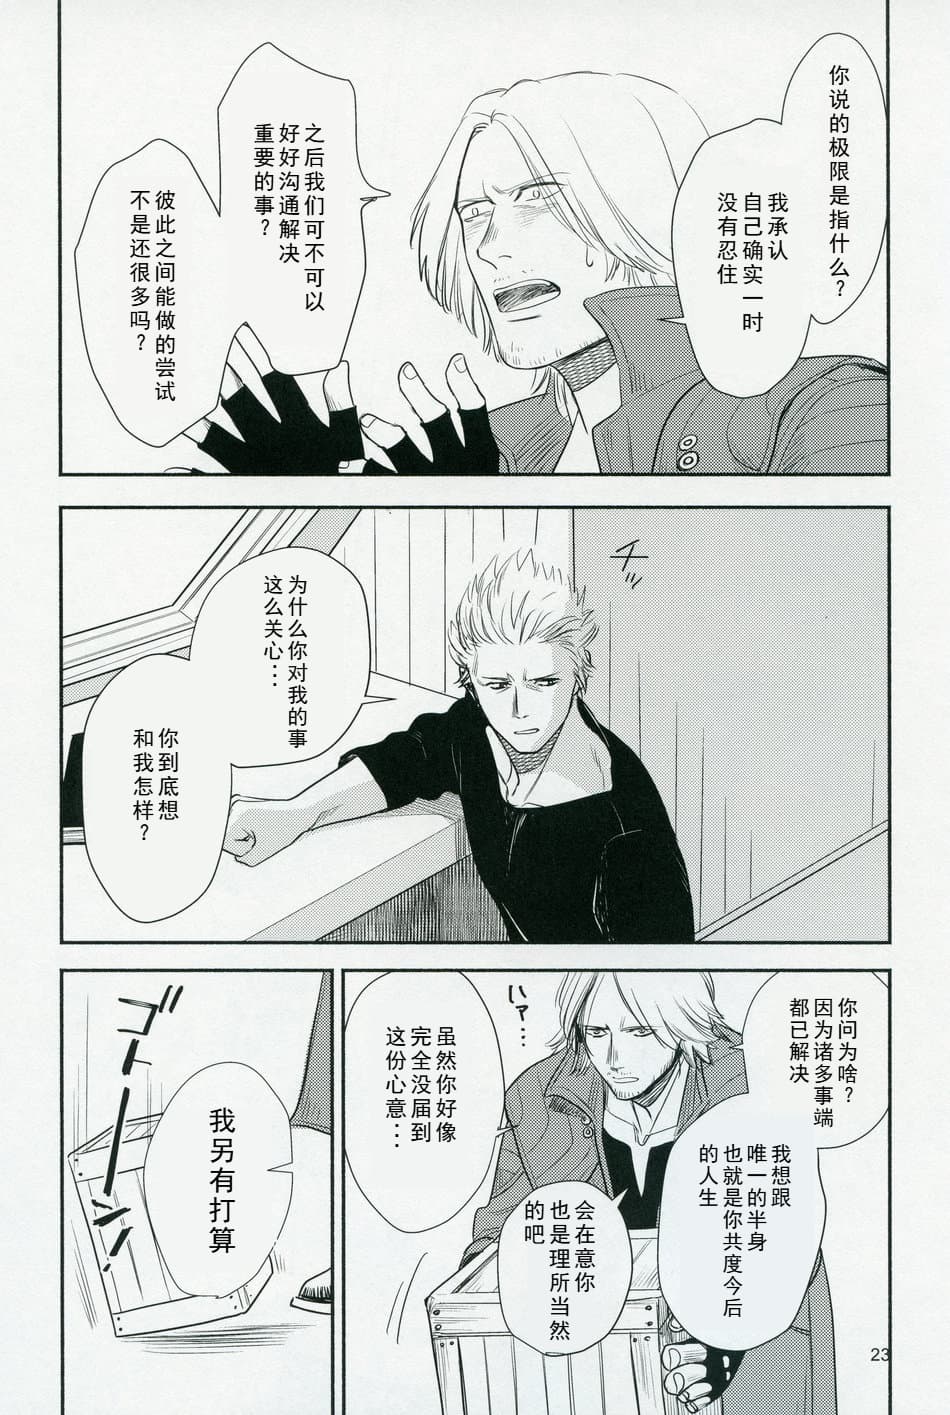 你说的极限是指什么？
我承认
自己确实一时
没有忍住
之后我们可不可以
好好沟通解决
重要的事？
彼此之间能做的尝试
不是还很多吗？
チッ
为什么你对我的事
这么关心…
你到底想
和我怎样？
你问为啥？
因为诸多事端
都已解决
我想跟
唯一的半身
也就是你共度今后
的人生
ハァ…
会在意你
也是理所当然
的吧
虽然你好像
完全没届到
这份心意…
我另有打算
23